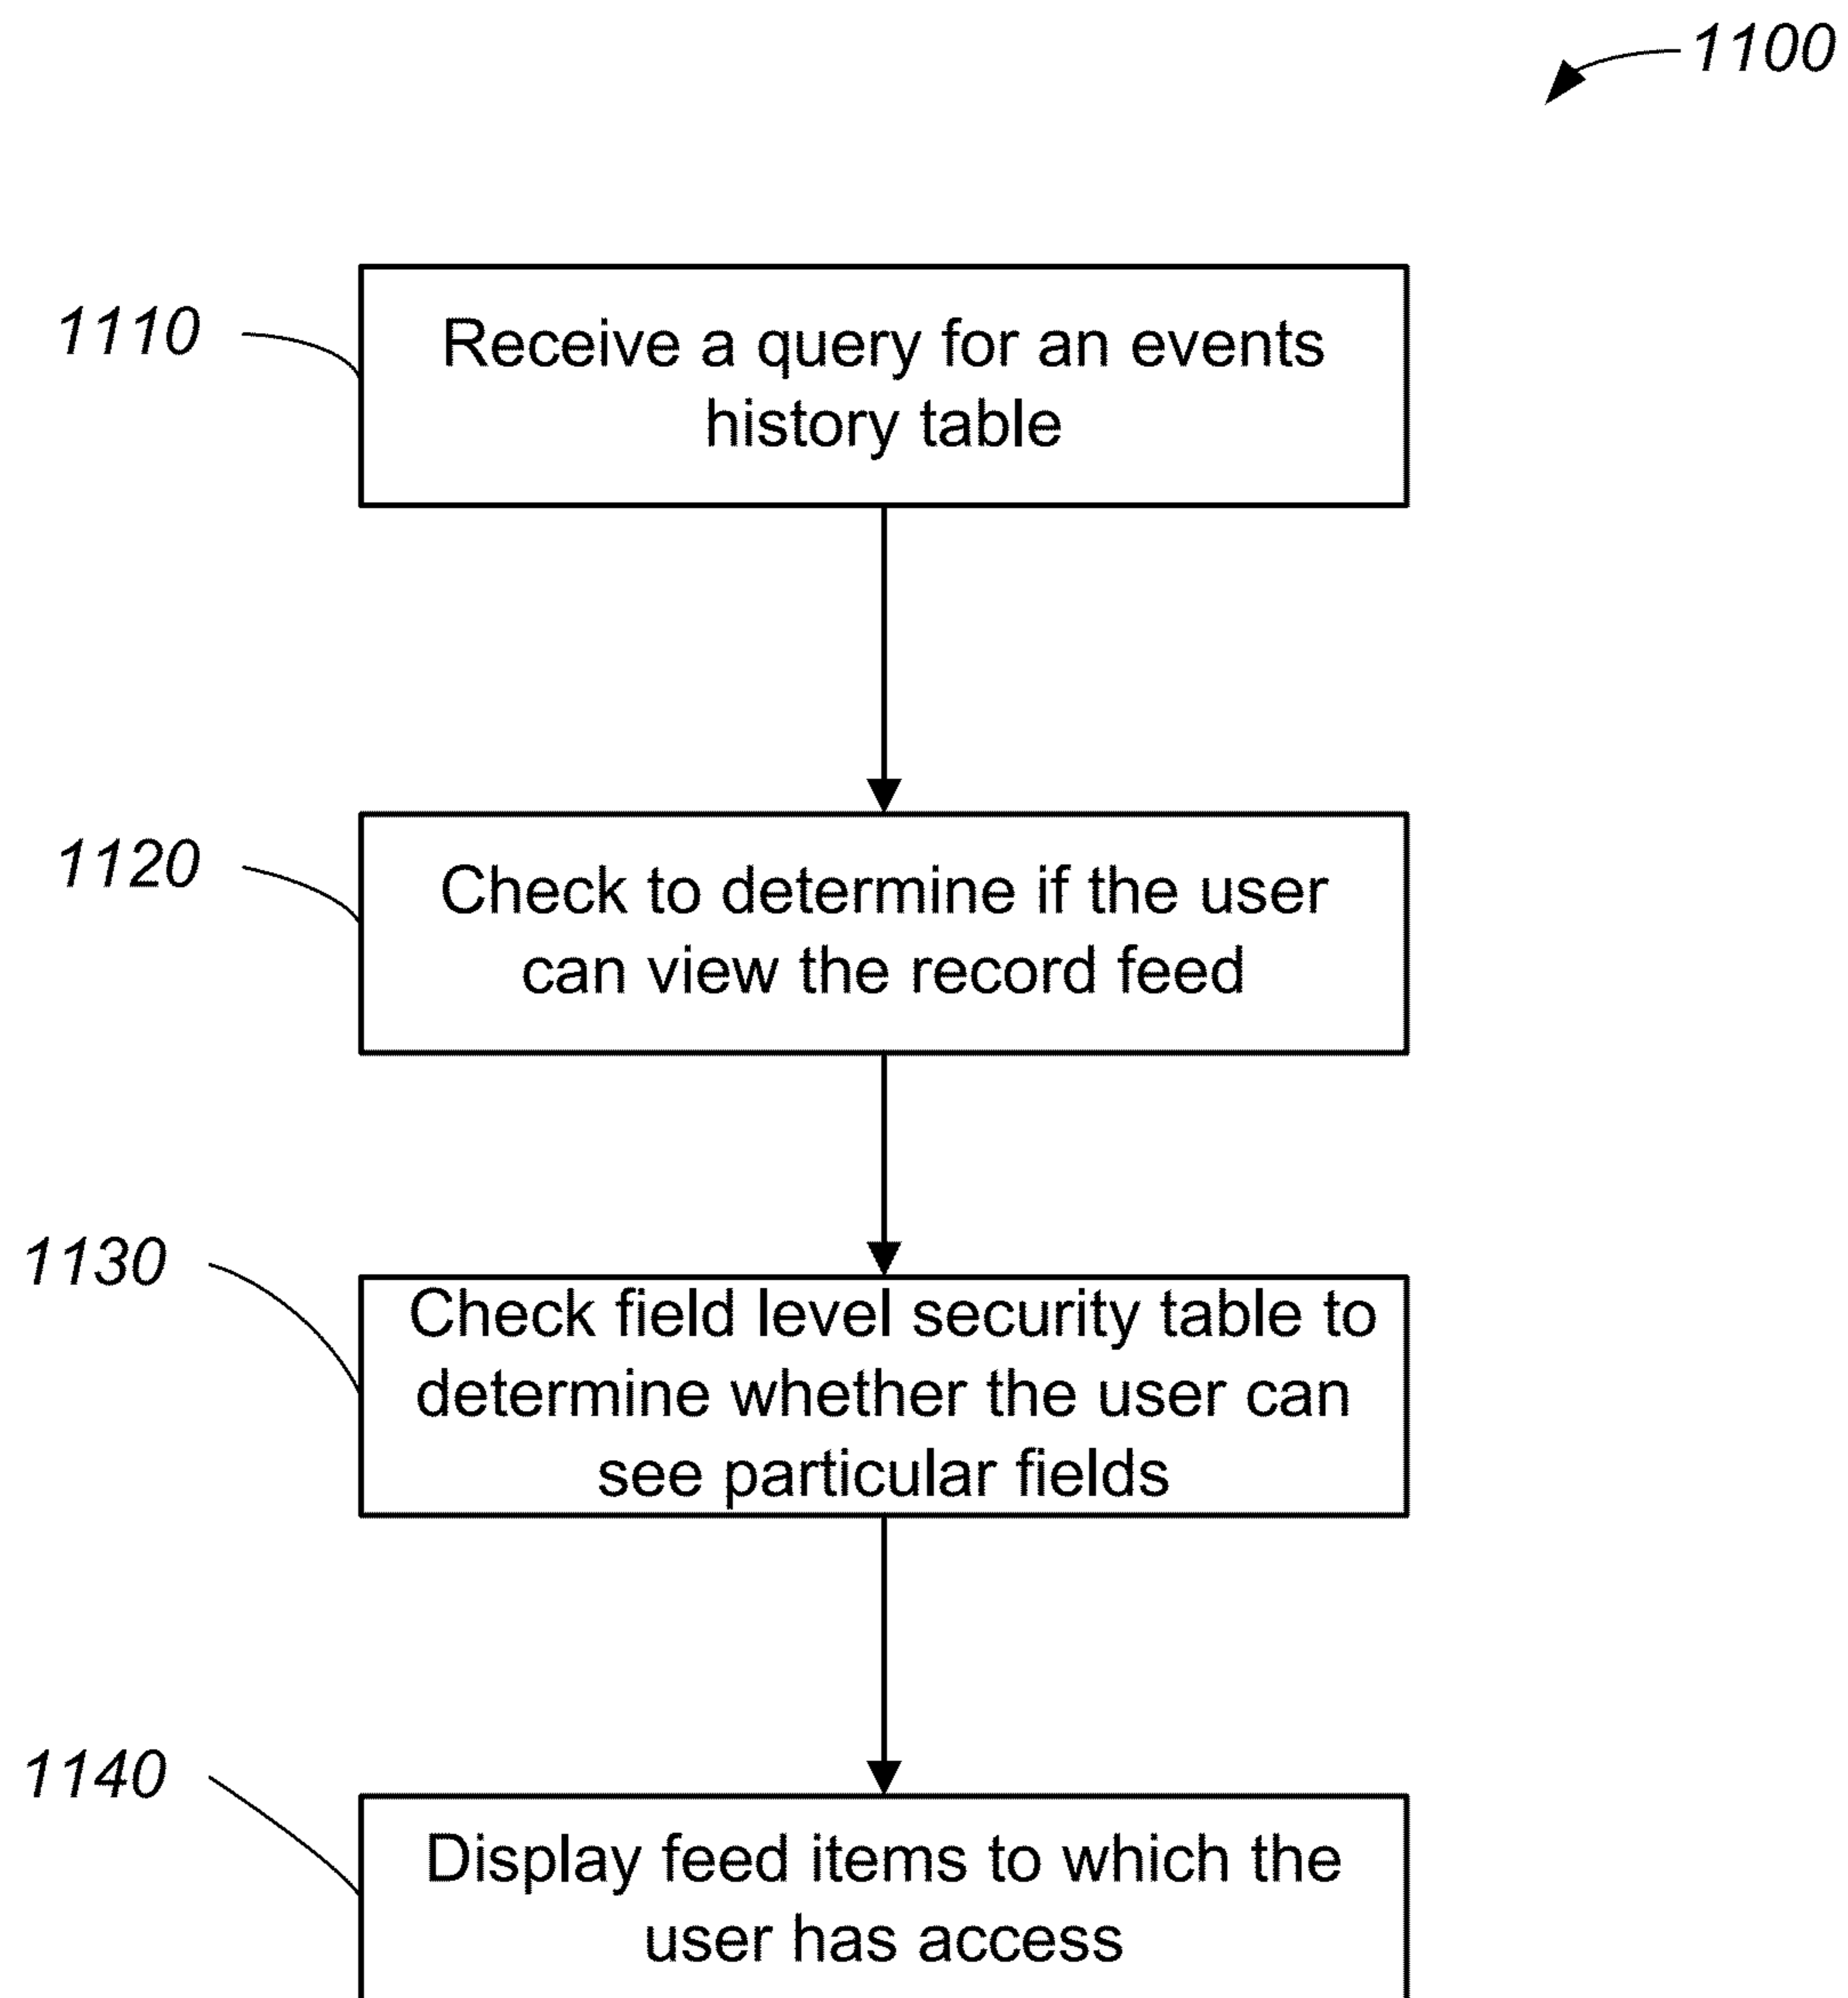 1100
1110
Receive a query for an events
history table
1120
Check to determine if the user
can view the record feed
1130
Check field level security table to
determine whether the user can
see particular fields
1140
Display feed items to which the
user has access